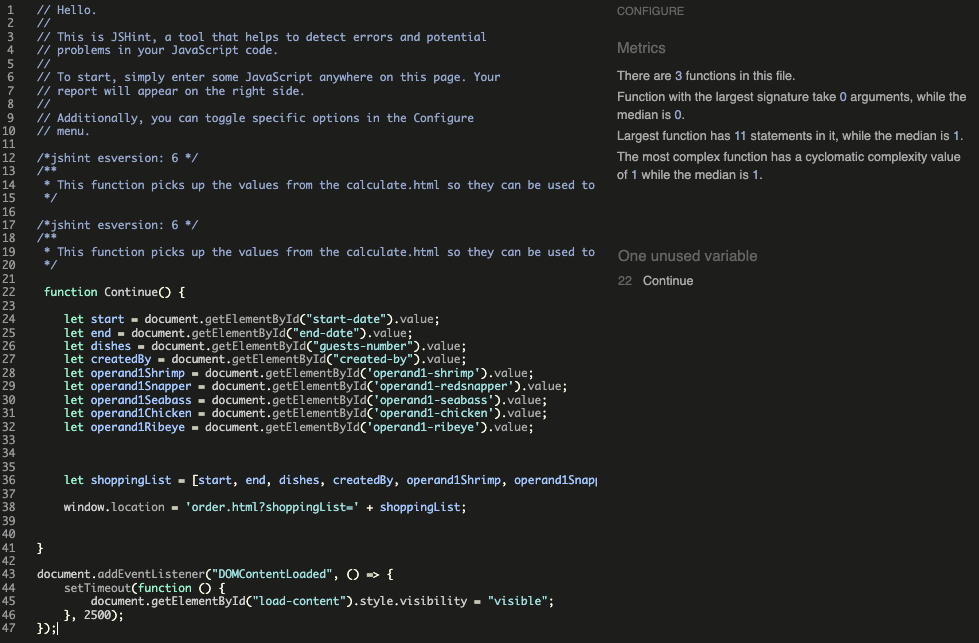 1 // Hello.
2 //
3 // This is JSHint, a tool that helps to detect errors and potential
4 // problems in your JavaScript code.
5 //
6 // To start, simply enter some JavaScript anywhere on this page. Your
7 // report will appear on the right side.
8 //
9 // Additionally, you can toggle specific options in the Configure
10 // menu.
11
12 /*jshint esversion: 6 */
13 /**
14  * This function picks up the values from the calculate.html so they can be used to
15  */
16
17 /*jshint esversion: 6 */
18 /**
19  * This function picks up the values from the calculate.html so they can be used to
20  */
21
22  function Continue() {
23
24     let start = document.getElementById("start-date").value;
25     let end = document.getElementById("end-date").value;
26     let dishes = document.getElementById("guests-number").value;
27     let createdBy = document.getElementById("created-by").value;
28     let operand1Shrimp = document.getElementById('operand1-shrimp').value;
29     let operand1Snapper = document.getElementById('operand1-redsnapper').value;
30     let operand1Seabass = document.getElementById('operand1-seabass').value;
31     let operand1Chicken = document.getElementById('operand1-chicken').value;
32     let operand1Ribeye = document.getElementById('operand1-ribeye').value;
33
34
35
36     let shoppingList = [start, end, dishes, createdBy, operand1Shrimp, operand1Snapp
37
38     window.location = 'order.html?shoppingList=' + shoppingList;
39
40
41 }
42
43 document.addEventListener("DOMContentLoaded", () => {
44     setTimeout(function () {
45         document.getElementById("load-content").style.visibility = "visible";
46     }, 2500);
47 });
CONFIGURE
Metrics
There are 3 functions in this file.
Function with the largest signature take 0 arguments, while the
median is 0.
Largest function has 11 statements in it, while the median is 1.
The most complex function has a cyclomatic complexity value
of 1 while the median is 1.
One unused variable
22 Continue